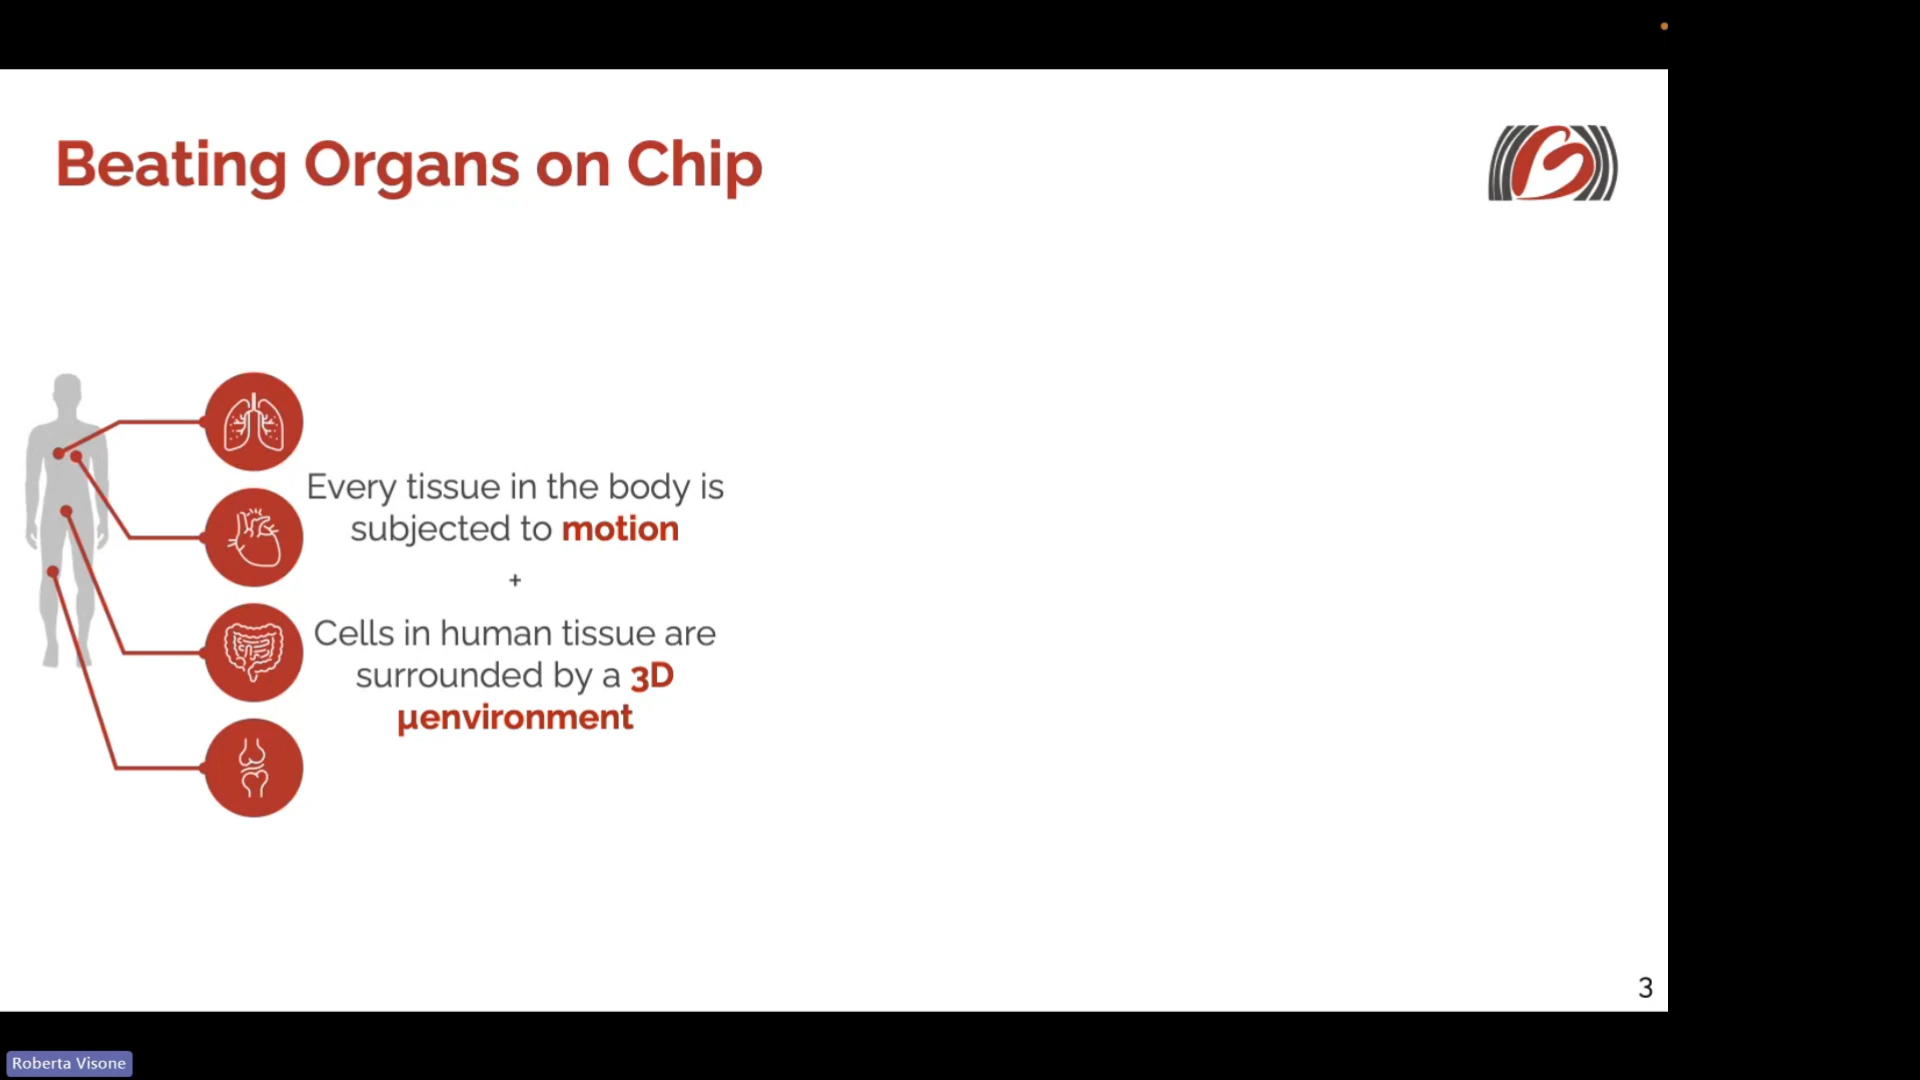 Beating Organs on Chip
Every tissue in the body is
subjected to motion
+
Cells in human tissue are
surrounded by a 3D
µenvironment
3
Roberta Visone